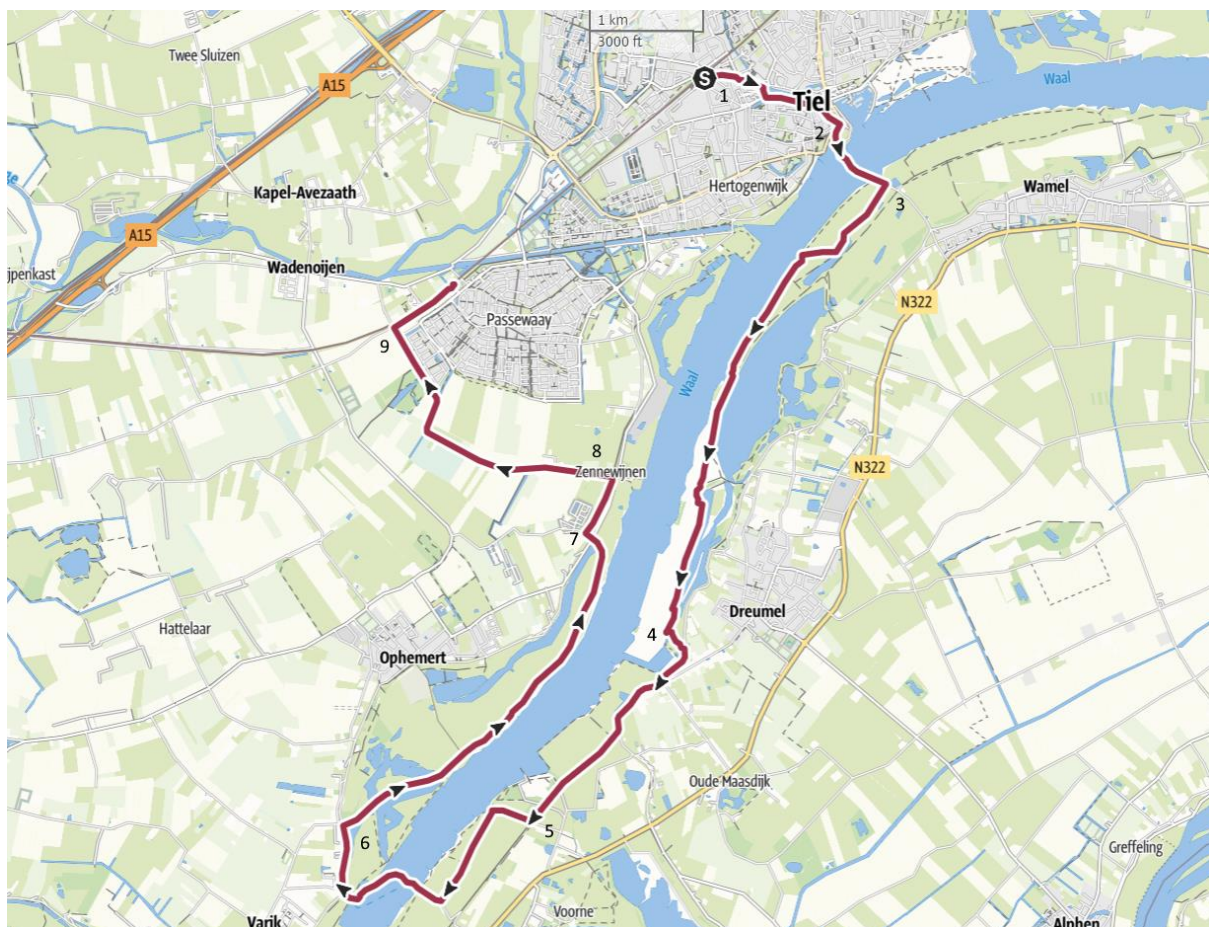 1 km
3000 ft
Twee Sluizen
A15
S
1
Tiel
Waal
2
Hertogenwijk
3
Wamel
Kapel-Avezaath
A15
Wadenoijen
ijpenkast
N322
Passewaay
9
Waal
8
Zennewijnen
N322
7
Dreumel
4
Hattelaar
Ophemert
Oude Maasdijk
5
6
Greffeling
Varik
Voorne
Alphen